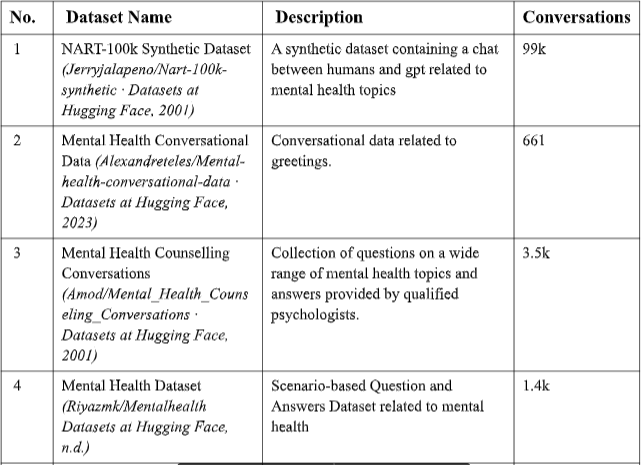 No. Dataset Name Description Conversations
1 NART-100k Synthetic Dataset A synthetic dataset containing a chat 99k
(Jerryjalapeno/Nart-100k- between humans and gpt related to
synthetic · Datasets at mental health topics
Hugging Face, 2001)
2 Mental Health Conversational Conversational data related to 661
Data (Alexandreteles/Mental- greetings.
health-conversational-data ·
Datasets at Hugging Face,
2023)
3 Mental Health Counselling Collection of questions on a wide 3.5k
Conversations range of mental health topics and
(Amod/Mental_Health_Couns answers provided by qualified
eling_Conversations · psychologists.
Datasets at Hugging Face,
2001)
4 Mental Health Dataset Scenario-based Question and 1.4k
(Riyazmk/Mentalhealth Answers Dataset related to mental
Datasets at Hugging Face, health
n.d.)